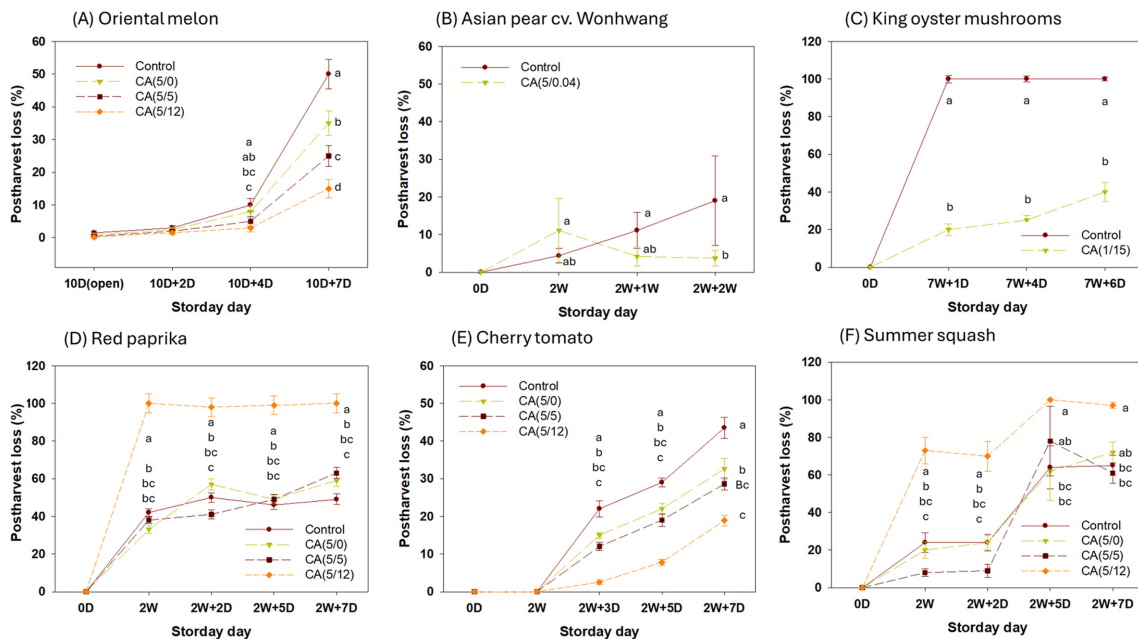 (A) Oriental melon
Postharvest loss (%)
60
50
40
30
20
10
0
Control
CA(5/0)
CA(5/5)
CA(5/12)
a
ab
bc
c
a
b
c
d
10D(open) 10D+2D 10D+4D 10D+7D
Storday day
(B) Asian pear cv. Wonhwang
Postharvest loss (%)
60
50
40
30
20
10
0
Control
CA(5/0.04)
a
ab
a
ab
a
b
0D 2W 2W+1W 2W+2W
Storday day
(C) King oyster mushrooms
Postharvest loss (%)
120
100
80
60
40
20
0
a a a
b b b
Control
CA(1/15)
0D 7W+1D 7W+4D 7W+6D
Storday day
(D) Red paprika
Postharvest loss (%)
120
100
80
60
40
20
0
a
b
bc
bc
a
b
bc
c
a
b
bc
bc
a
b
bc
c
Control
CA(5/0)
CA(5/5)
CA(5/12)
0D 2W 2W+2D 2W+5D 2W+7D
Storday day
(E) Cherry tomato
Postharvest loss (%)
60
50
40
30
20
10
0
Control
CA(5/0)
CA(5/5)
CA(5/12)
a
b
bc
c
a
b
bc
c
a
b
Bc
c
0D 2W 2W+3D 2W+5D 2W+7D
Storday day
(F) Summer squash
Postharvest loss (%)
120
100
80
60
40
20
0
a
b
bc
c
a
b
bc
c
a
ab
bc
bc
a
ab
bc
bc
Control
CA(5/0)
CA(5/5)
CA(5/12)
0D 2W 2W+2D 2W+5D 2W+7D
Storday day